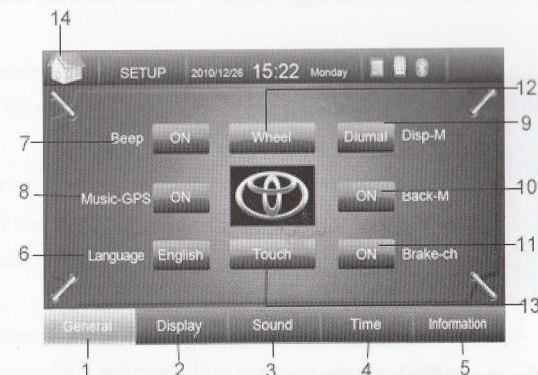 14
SETUP 2010/12/26 15:22 Monday
12
7 Beep ON Wheel Diumal Disp-M 9
8 Music-GPS ON ON Back-M 10
6 Language English Touch ON Brake-ch 11
13
General Display Sound Time Information
1 2 3 4 5